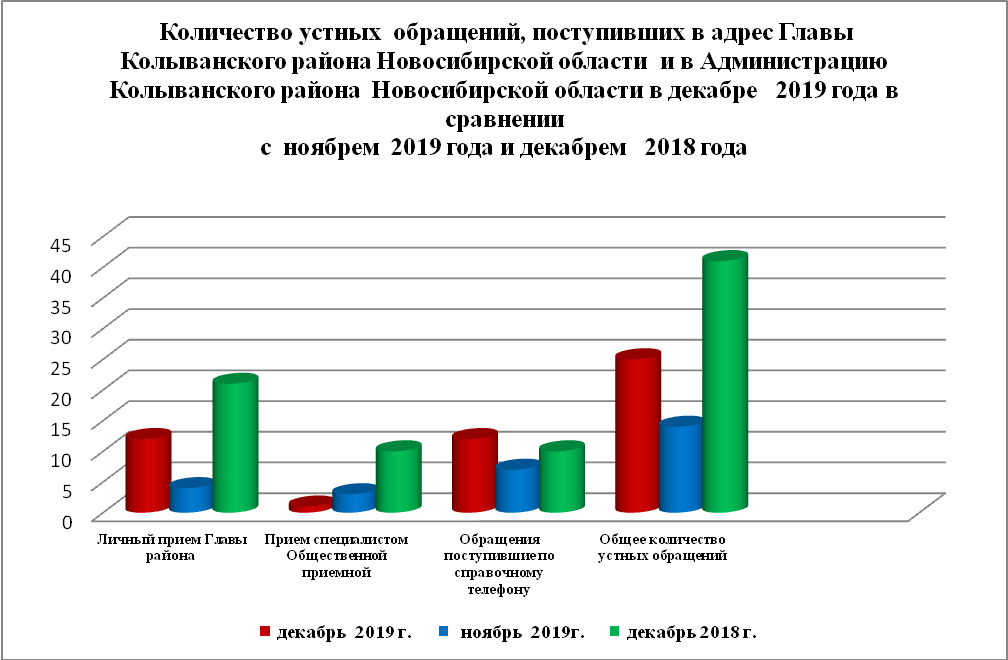 Количество устных обращений, поступивших в адрес Главы
Колыванского района Новосибирской области и в Администрацию
Колыванского района Новосибирской области в декабре 2019 года в
сравнении
с ноябрем 2019 года и декабрем 2018 года
45
40
35
30
25
20
15
10
5
0
Личный прием Главы
района
Прием специалистом
Общественной
приемной
Обращения
поступившие по
справочному
телефону
Общее количество
устных обращений
декабрь 2019 г.
ноябрь 2019г.
декабрь 2018 г.